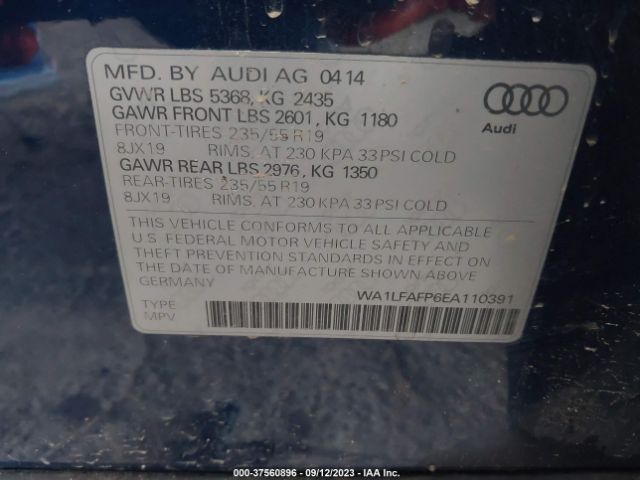 MFD. BY AUDI AG 0414
GVWR LBS 5368, KG 2435
GAWR FRONT LBS 2601, KG 1180
FRONT-TIRES 235/55 R19
8JX19 RIMS, AT 230 KPA 33 PSI COLD
GAWR REAR LBS 2976, KG 1350
REAR-TIRES 235/55 R19
8JX19 RIMS, AT 230 KPA 33 PSI COLD
Audi
THIS VEHICLE CONFORMS TO ALL APPLICABLE
U.S. FEDERAL MOTOR VEHICLE SAFETY AND
THEFT PREVENTION STANDARDS IN EFFECT ON
THE DATE OF MANUFACTURE SHOWN ABOVE
GERMANY
WA1LFAFP6EA110391
TYPE
MPV
000-37560896 - 09/12/2023 - IAA Inc.